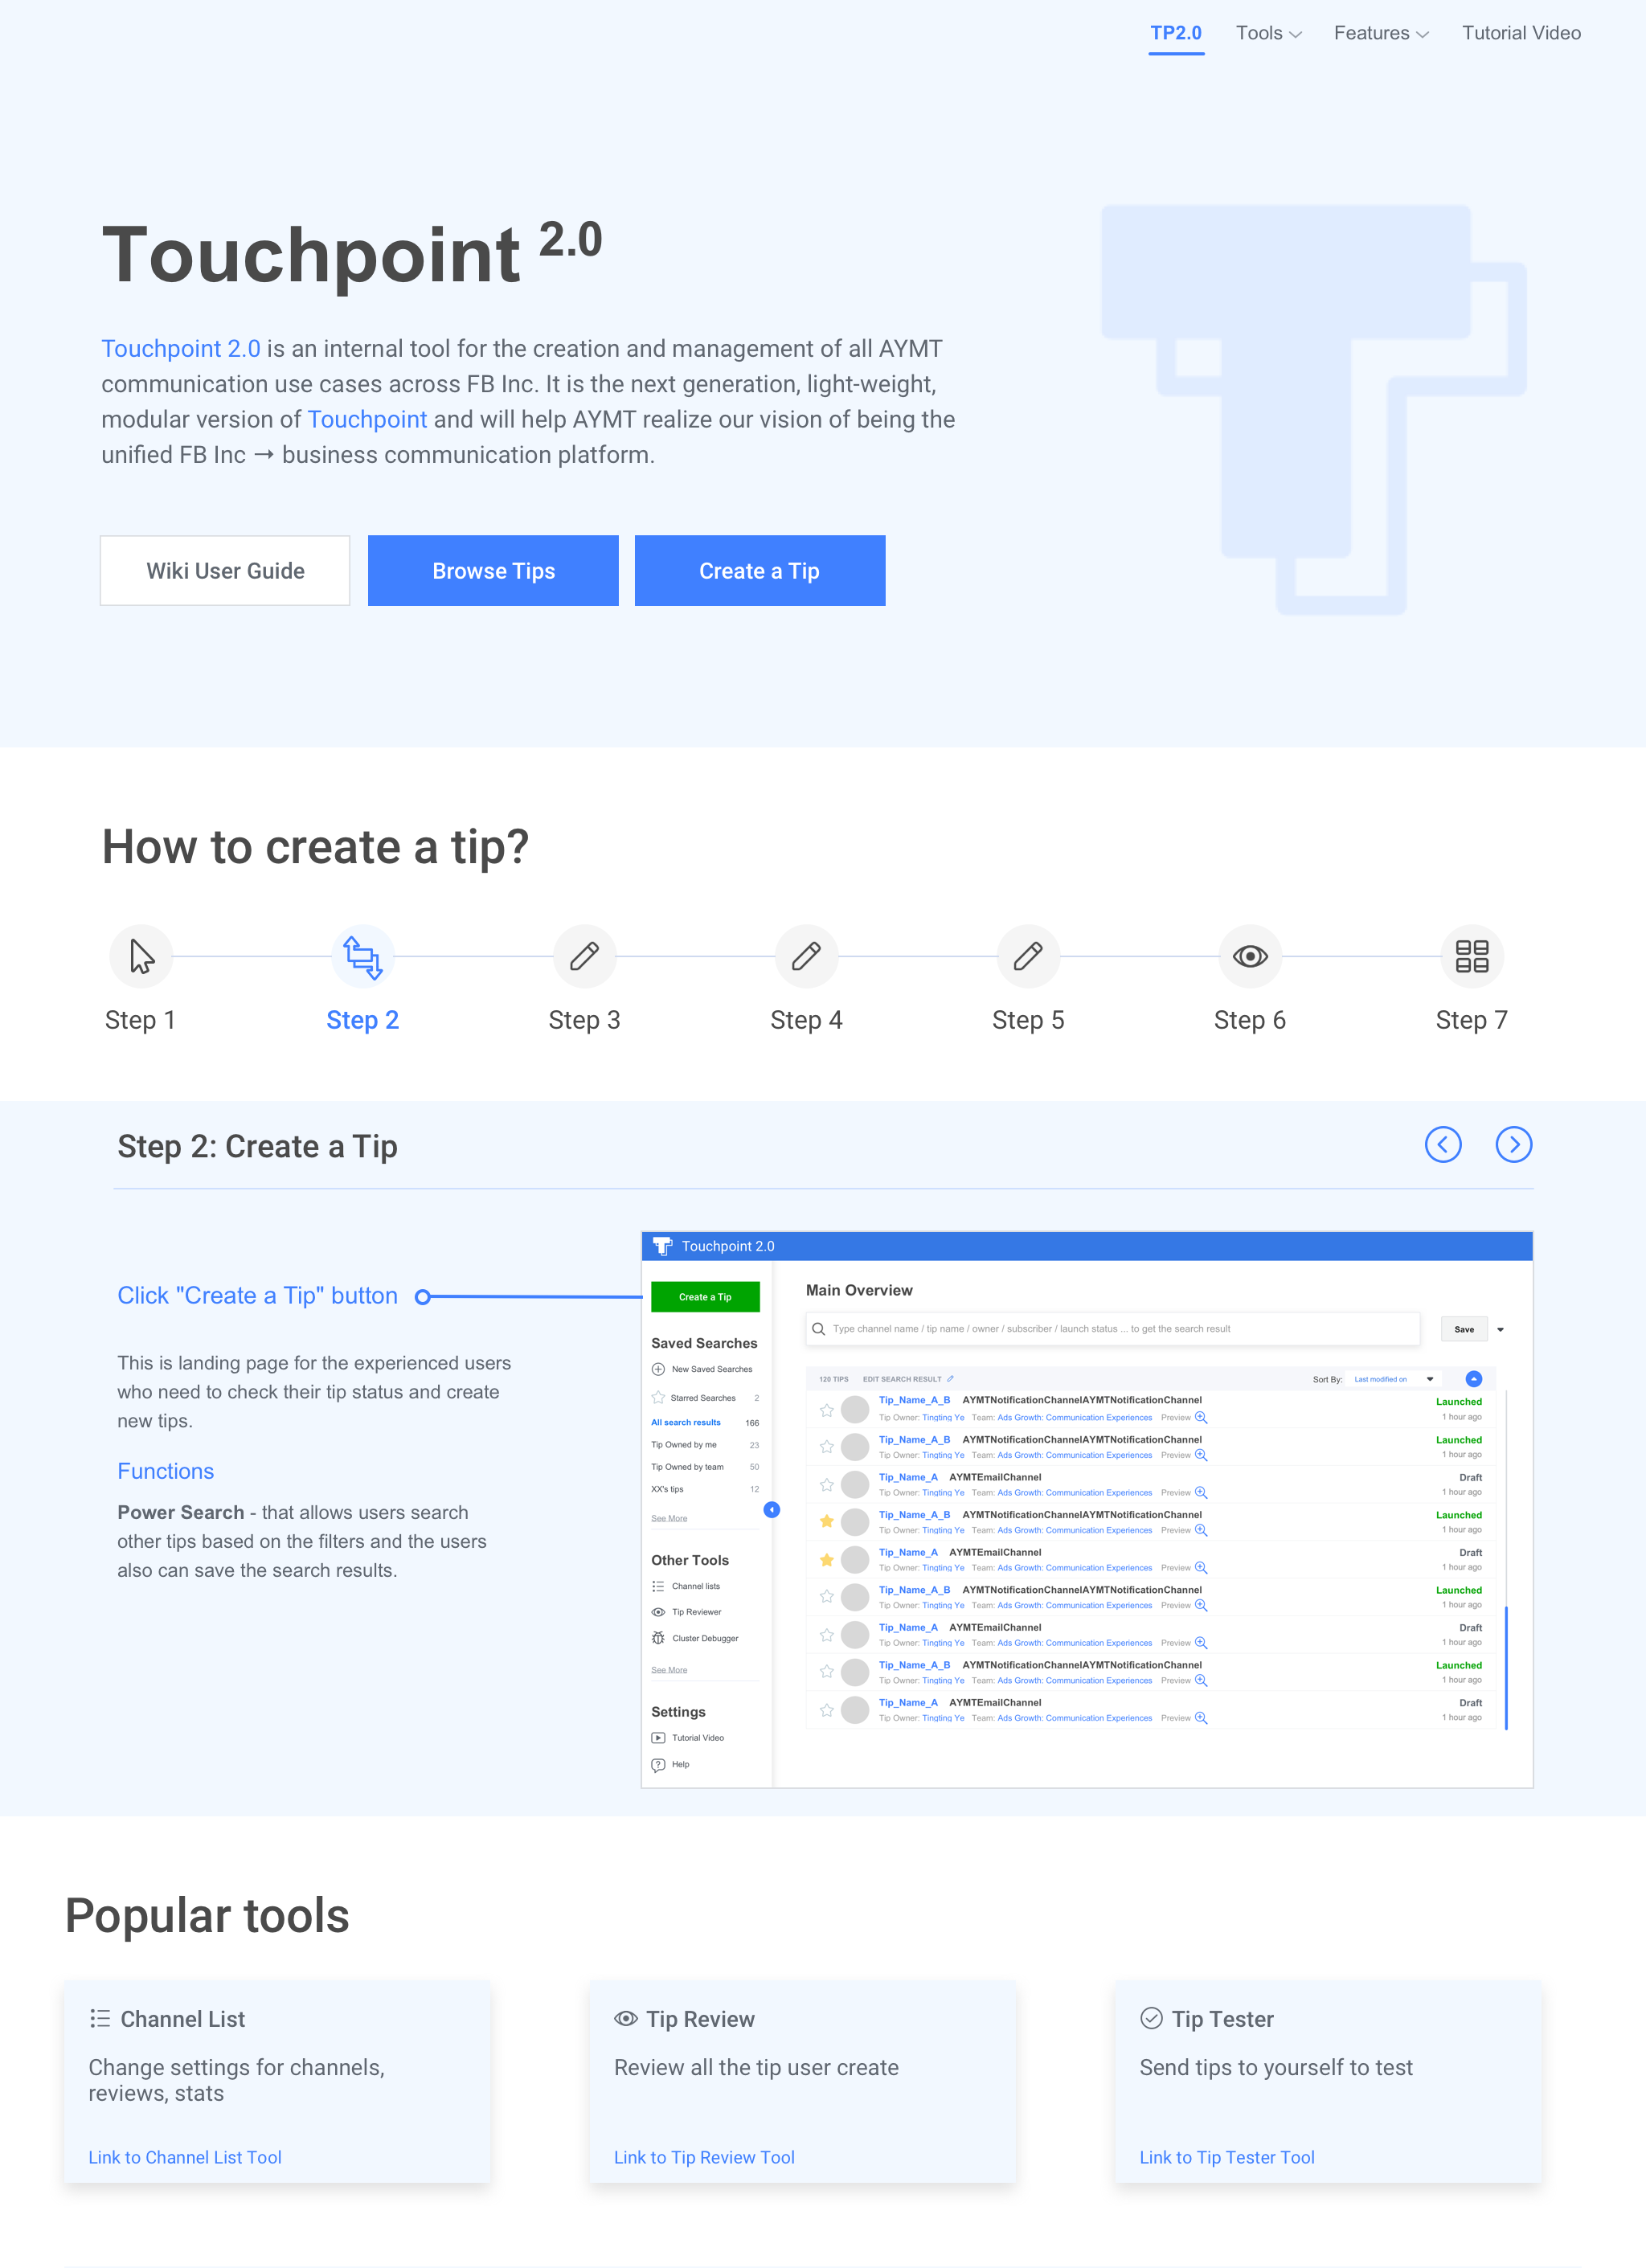 TP2.0 Tools Features Tutorial Video
Touchpoint 2.0
Touchpoint 2.0 is an internal tool for the creation and management of all AYMT
communication use cases across FB Inc. It is the next generation, light-weight,
modular version of Touchpoint and will help AYMT realize our vision of being the
unified FB Inc → business communication platform.
Wiki User Guide Browse Tips Create a Tip
How to create a tip?
Step 1 Step 2 Step 3 Step 4 Step 5 Step 6 Step 7
Step 2: Create a Tip
Click "Create a Tip" button
This is landing page for the experienced users
who need to check their tip status and create
new tips.
Functions
Power Search - that allows users search
other tips based on the filters and the users
also can save the search results.
Touchpoint 2.0
Create a Tip
Saved Searches
New Saved Searches
Starred Searches 2
All search results 166
Tip Owned by me 23
Tip Owned by team 50
XX's tips 12
See More
Other Tools
Channel lists
Tip Reviewer
Cluster Debugger
See More
Settings
Tutorial Video
Help
Main Overview
Type channel name / tip name / owner / subscriber / launch status ... to get the search result
Save
120 TIPS EDIT SEARCH RESULT Sort By: Last modified on
Tip_Name_A_B AYMTNotificationChannelAYMTNotificationChannel Launched
Tip Owner: Tingting Ye Team: Ads Growth: Communication Experiences Preview 1 hour ago
Tip_Name_A_B AYMTNotificationChannelAYMTNotificationChannel Launched
Tip Owner: Tingting Ye Team: Ads Growth: Communication Experiences Preview 1 hour ago
Tip_Name_A AYMTEmailChannel Draft
Tip Owner: Tingting Ye Team: Ads Growth: Communication Experiences Preview 1 hour ago
Tip_Name_A_B AYMTNotificationChannelAYMTNotificationChannel Launched
Tip Owner: Tingting Ye Team: Ads Growth: Communication Experiences Preview 1 hour ago
Tip_Name_A AYMTEmailChannel Draft
Tip Owner: Tingting Ye Team: Ads Growth: Communication Experiences Preview 1 hour ago
Tip_Name_A_B AYMTNotificationChannelAYMTNotificationChannel Launched
Tip Owner: Tingting Ye Team: Ads Growth: Communication Experiences Preview 1 hour ago
Tip_Name_A AYMTEmailChannel Draft
Tip Owner: Tingting Ye Team: Ads Growth: Communication Experiences Preview 1 hour ago
Tip_Name_A_B AYMTNotificationChannelAYMTNotificationChannel Launched
Tip Owner: Tingting Ye Team: Ads Growth: Communication Experiences Preview 1 hour ago
Tip_Name_A AYMTEmailChannel Draft
Tip Owner: Tingting Ye Team: Ads Growth: Communication Experiences Preview 1 hour ago
Popular tools
Channel List
Change settings for channels,
reviews, stats
Link to Channel List Tool
Tip Review
Review all the tip user create
Link to Tip Review Tool
Tip Tester
Send tips to yourself to test
Link to Tip Tester Tool